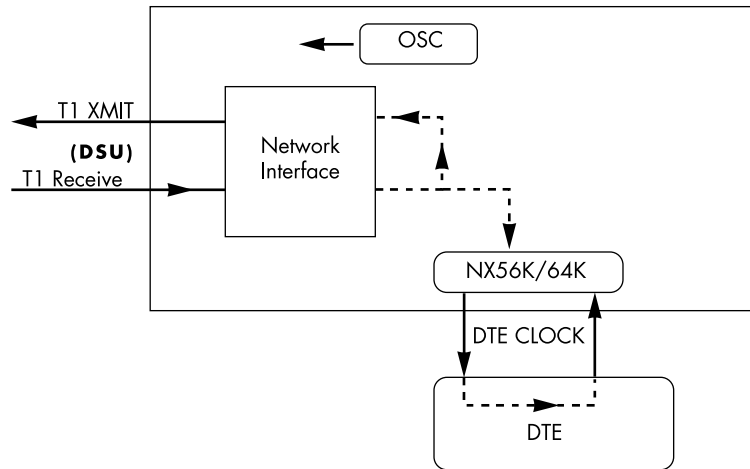 OSC
T1 XMIT
(DSU)
T1 Receive
Network
Interface
NX56K/64K
DTE CLOCK
DTE